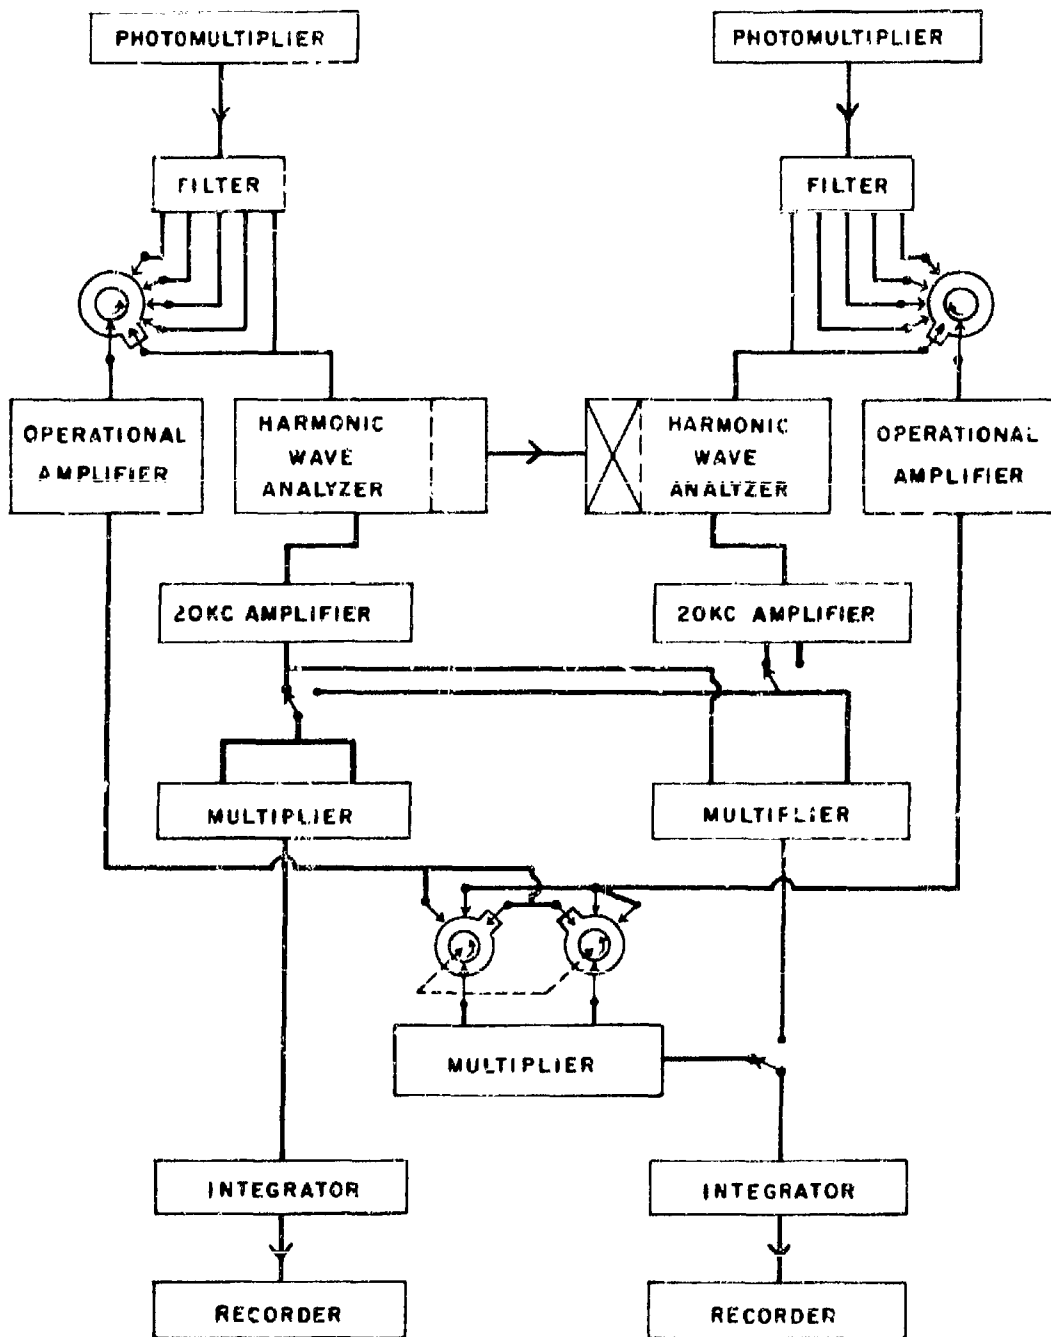 PHOTOMULTIPLIER
PHOTOMULTIPLIER
FILTER
FILTER
OPERATIONAL
AMPLIFIER
HARMONIC
WAVE
ANALYZER
HARMONIC
WAVE
ANALYZER
OPERATIONAL
AMPLIFIER
20KC AMPLIFIER
20KC AMPLIFIER
MULTIPLIER
MULTIPLIER
MULTIPLIER
INTEGRATOR
INTEGRATOR
RECORDER
RECORDER